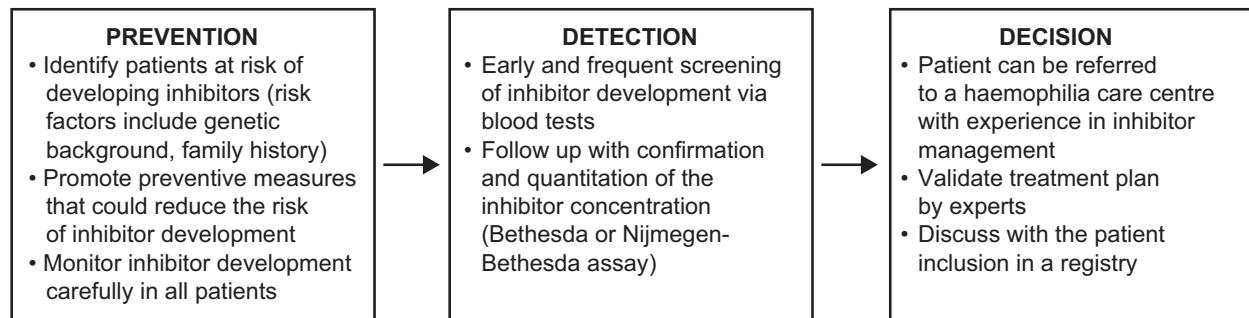 PREVENTION
• Identify patients at risk of
developing inhibitors (risk
factors include genetic
background, family history)
• Promote preventive measures
that could reduce the risk
of inhibitor development
• Monitor inhibitor development
carefully in all patients
DETECTION
• Early and frequent screening
of inhibitor development via
blood tests
• Follow up with confirmation
and quantitation of the
inhibitor concentration
(Bethesda or Nijmegen-
Bethesda assay)
DECISION
• Patient can be referred
to a haemophilia care centre
with experience in inhibitor
management
• Validate treatment plan
by experts
• Discuss with the patient
inclusion in a registry